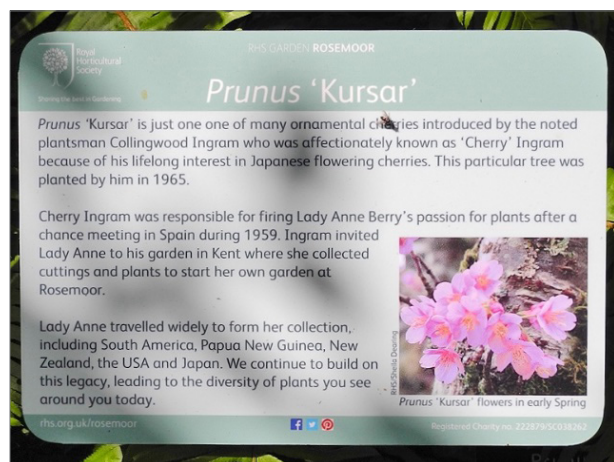 Royal
Horticultural
Society
Sharing the best in Gardening
RHS GARDEN ROSEMOOR
Prunus ‘Kursar’
Prunus ‘Kursar’ is just one one of many ornamental cherries introduced by the noted
plantsman Collingwood Ingram who was affectionately known as ‘Cherry’ Ingram
because of his lifelong interest in Japanese flowering cherries. This particular tree was
planted by him in 1965.
Cherry Ingram was responsible for firing Lady Anne Berry’s passion for plants after a
chance meeting in Spain during 1959. Ingram invited
Lady Anne to his garden in Kent where she collected
cuttings and plants to start her own garden at
Rosemoor.
Lady Anne travelled widely to form her collection,
including South America, Papua New Guinea, New
Zealand, the USA and Japan. We continue to build on
this legacy, leading to the diversity of plants you see
around you today.
RHS/Sheila Dearing
Prunus ‘Kursar’ flowers in early Spring
rhs.org.uk/rosemoor
Registered Charity no. 222879/SC038262